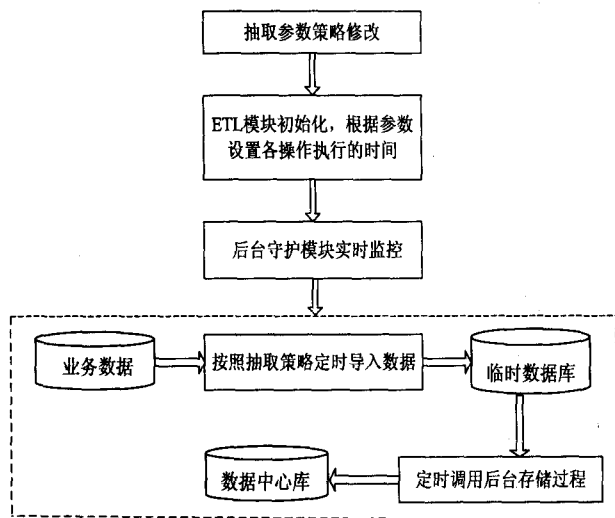 抽取参数策略修改
ETL模块初始化，根据参数
设置各操作执行的时间
后台守护模块实时监控
业务数据
按照抽取策略定时导入数据
临时数据库
数据中心库
定时调用后台存储过程